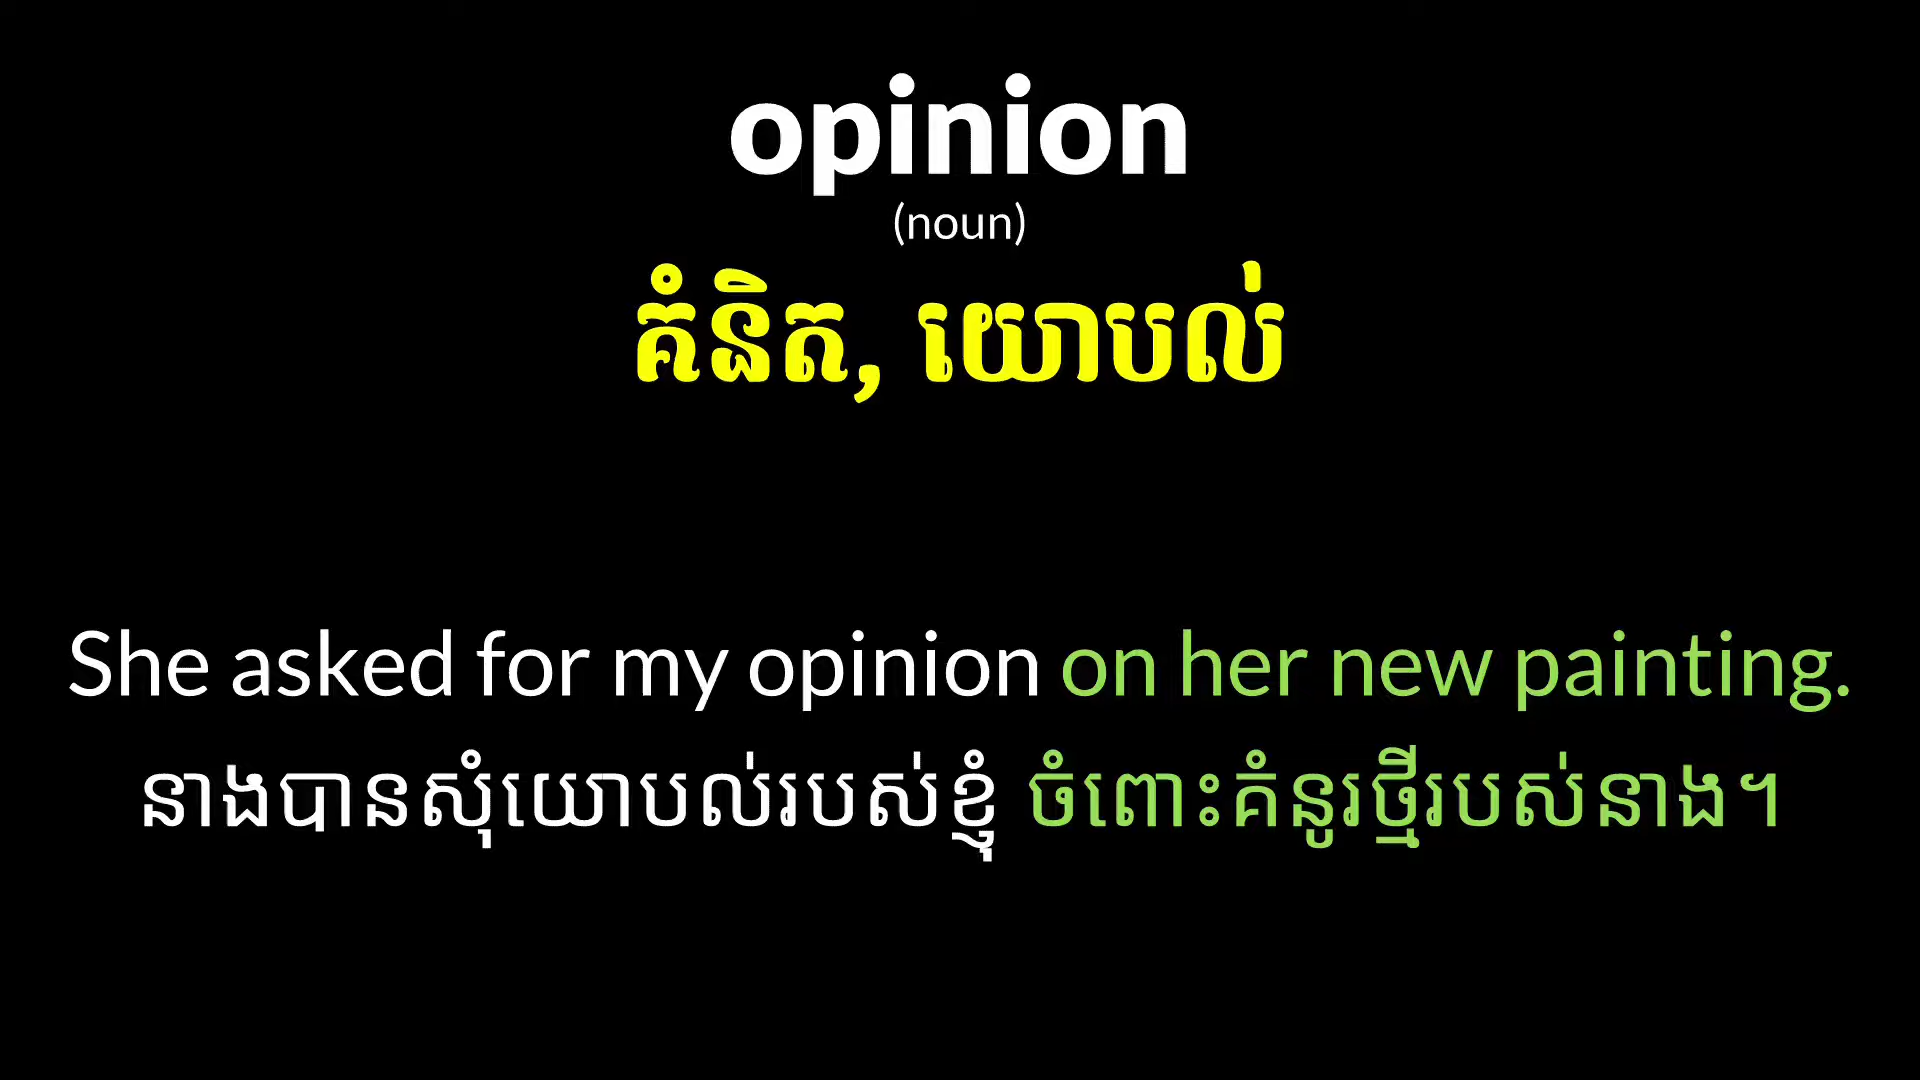 opinion
(noun)
គំនិត, យោបល់
She asked for my opinion on her new painting.
នាងបានសុំយោបល់របស់ខ្ញុំ ចំពោះគំនូរថ្មីរបស់នាង។